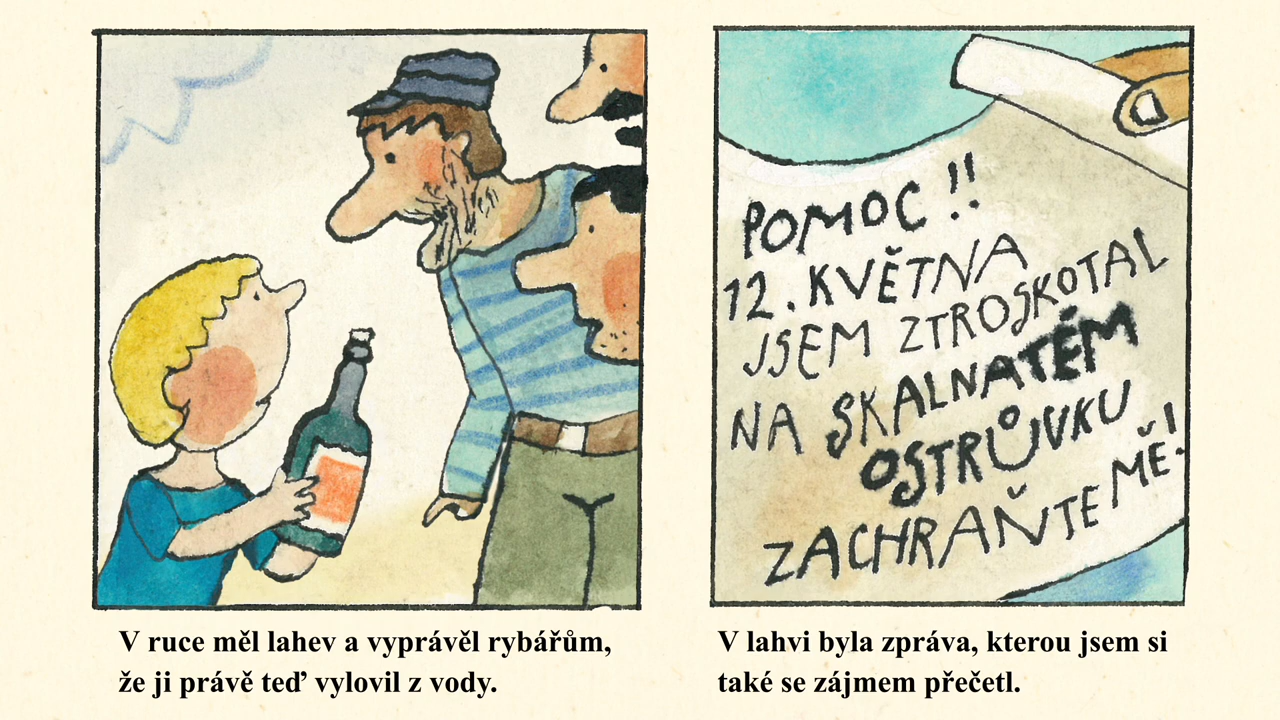 V ruce měl lahev a vyprávěl rybářům,
že ji právě teď vylovil z vody.
POMOC !!
12. KVĚTNA
JSEM ZTROSKOTAL
NA SKALNATÉM
OSTRŮVKU
ZACHRAŇTE MĚ!
V lahvi byla zpráva, kterou jsem si
také se zájmem přečetl.